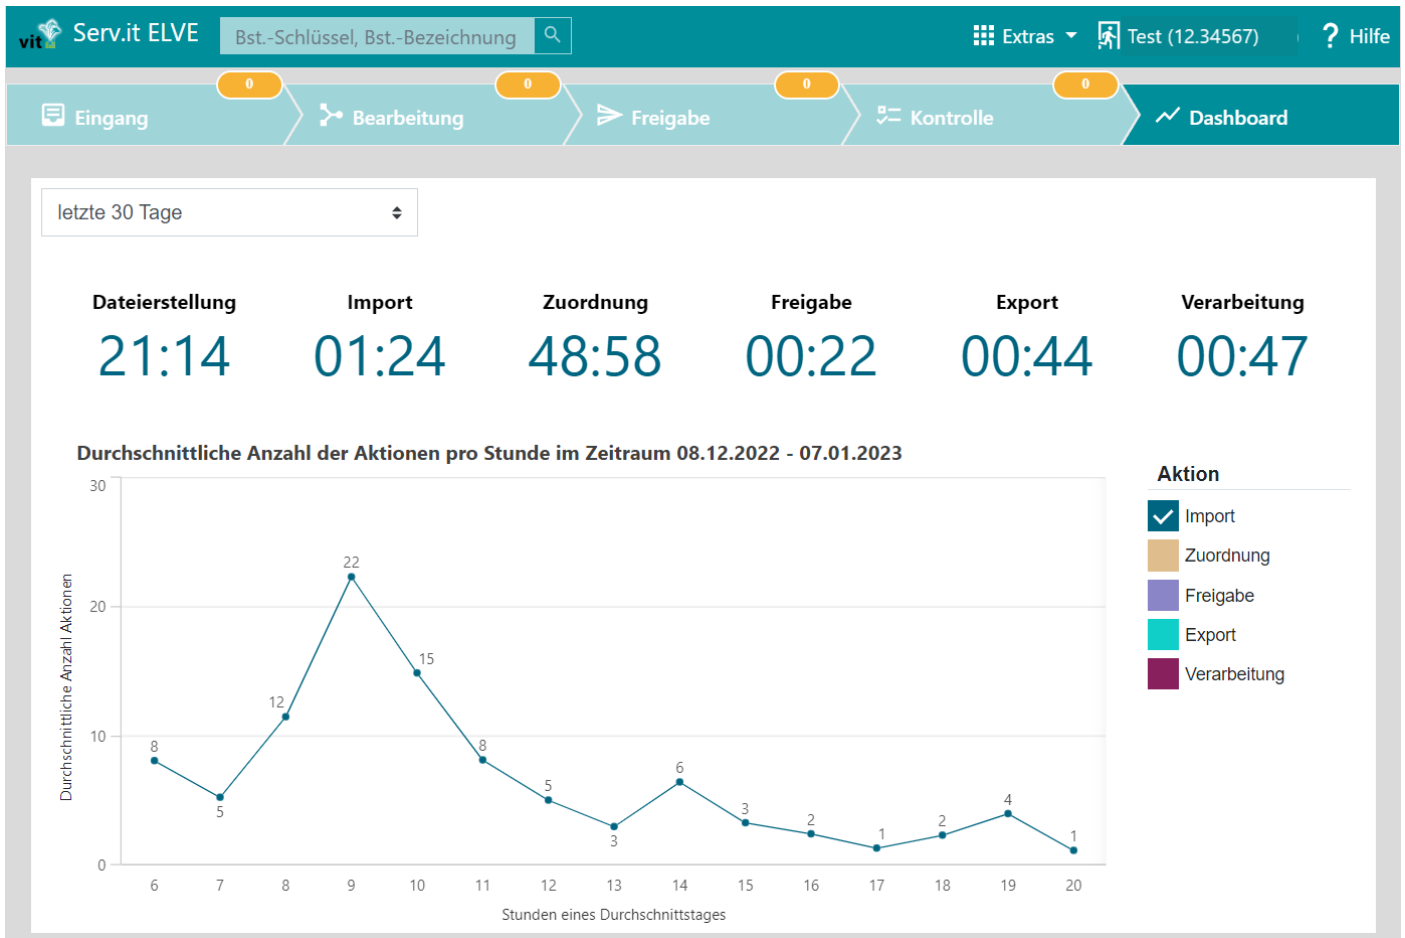 vit Serv.it ELVE Bst.-Schlüssel, Bst.-Bezeichnung Extras Test (12.34567) ? Hilfe
0 0 0 0
Eingang Bearbeitung Freigabe Kontrolle Dashboard
letzte 30 Tage
Dateierstellung Import Zuordnung Freigabe Export Verarbeitung
21:14 01:24 48:58 00:22 00:44 00:47
Durchschnittliche Anzahl der Aktionen pro Stunde im Zeitraum 08.12.2022 - 07.01.2023
Durchschnittliche Anzahl Aktionen
30
20
10
0
8
5
12
22
15
8
5
3
6
3
2
1
2
4
1
6 7 8 9 10 11 12 13 14 15 16 17 18 19 20
Stunden eines Durchschnittstages
Aktion
Import
Zuordnung
Freigabe
Export
Verarbeitung